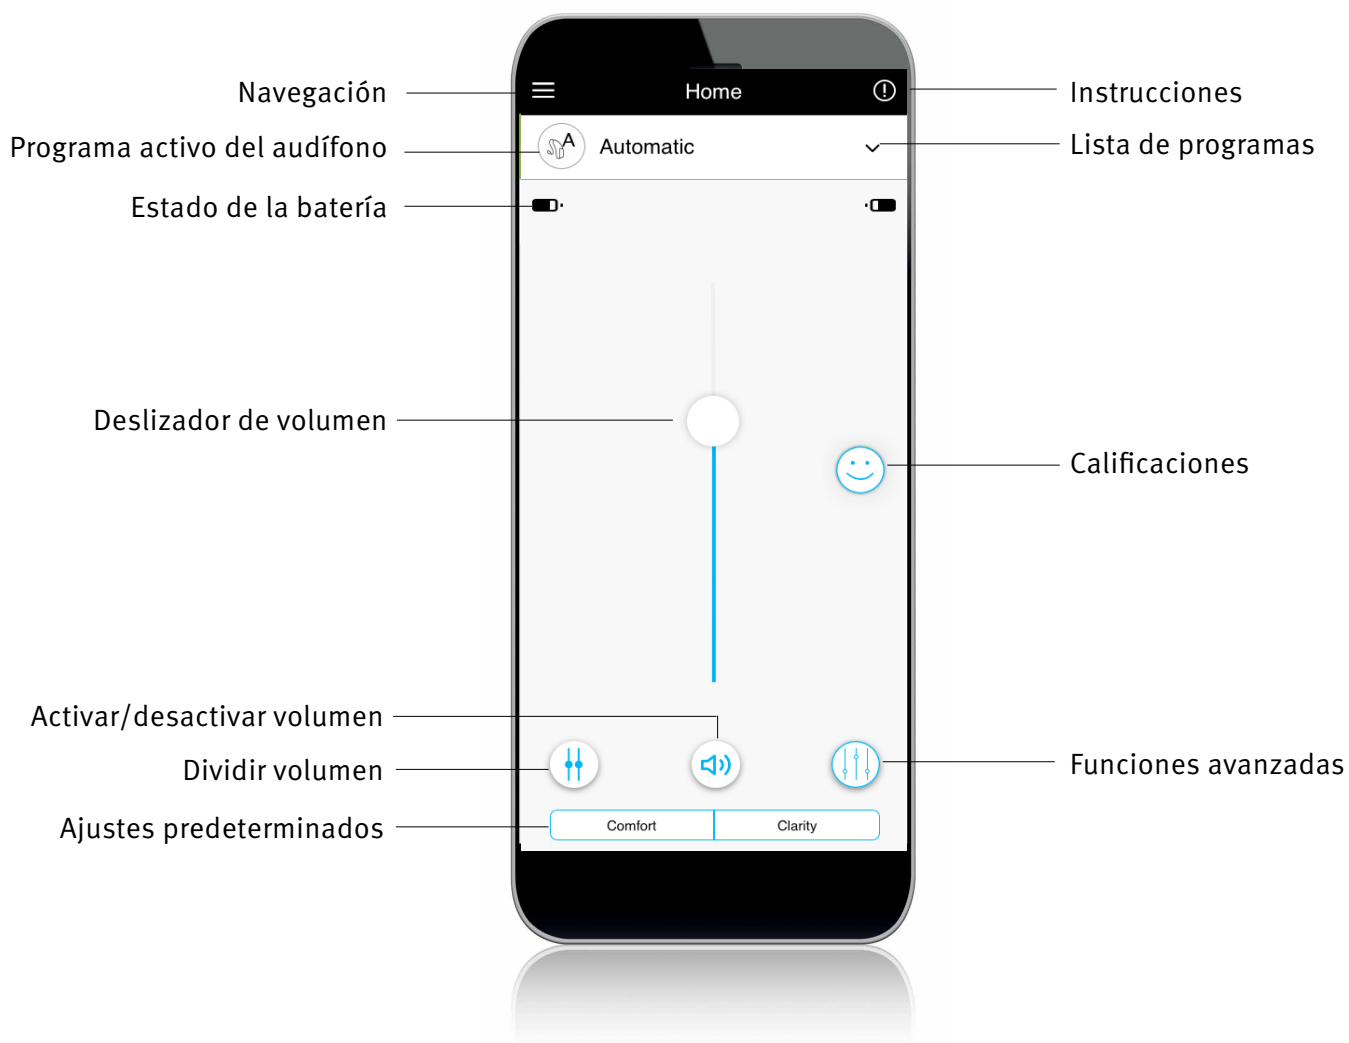 Navegación
Home
Instrucciones
Programa activo del audífono
A
Automatic
Lista de programas
Estado de la batería
Deslizador de volumen
Calificaciones
Activar/desactivar volumen
Dividir volumen
Funciones avanzadas
Ajustes predeterminados
Comfort
Clarity